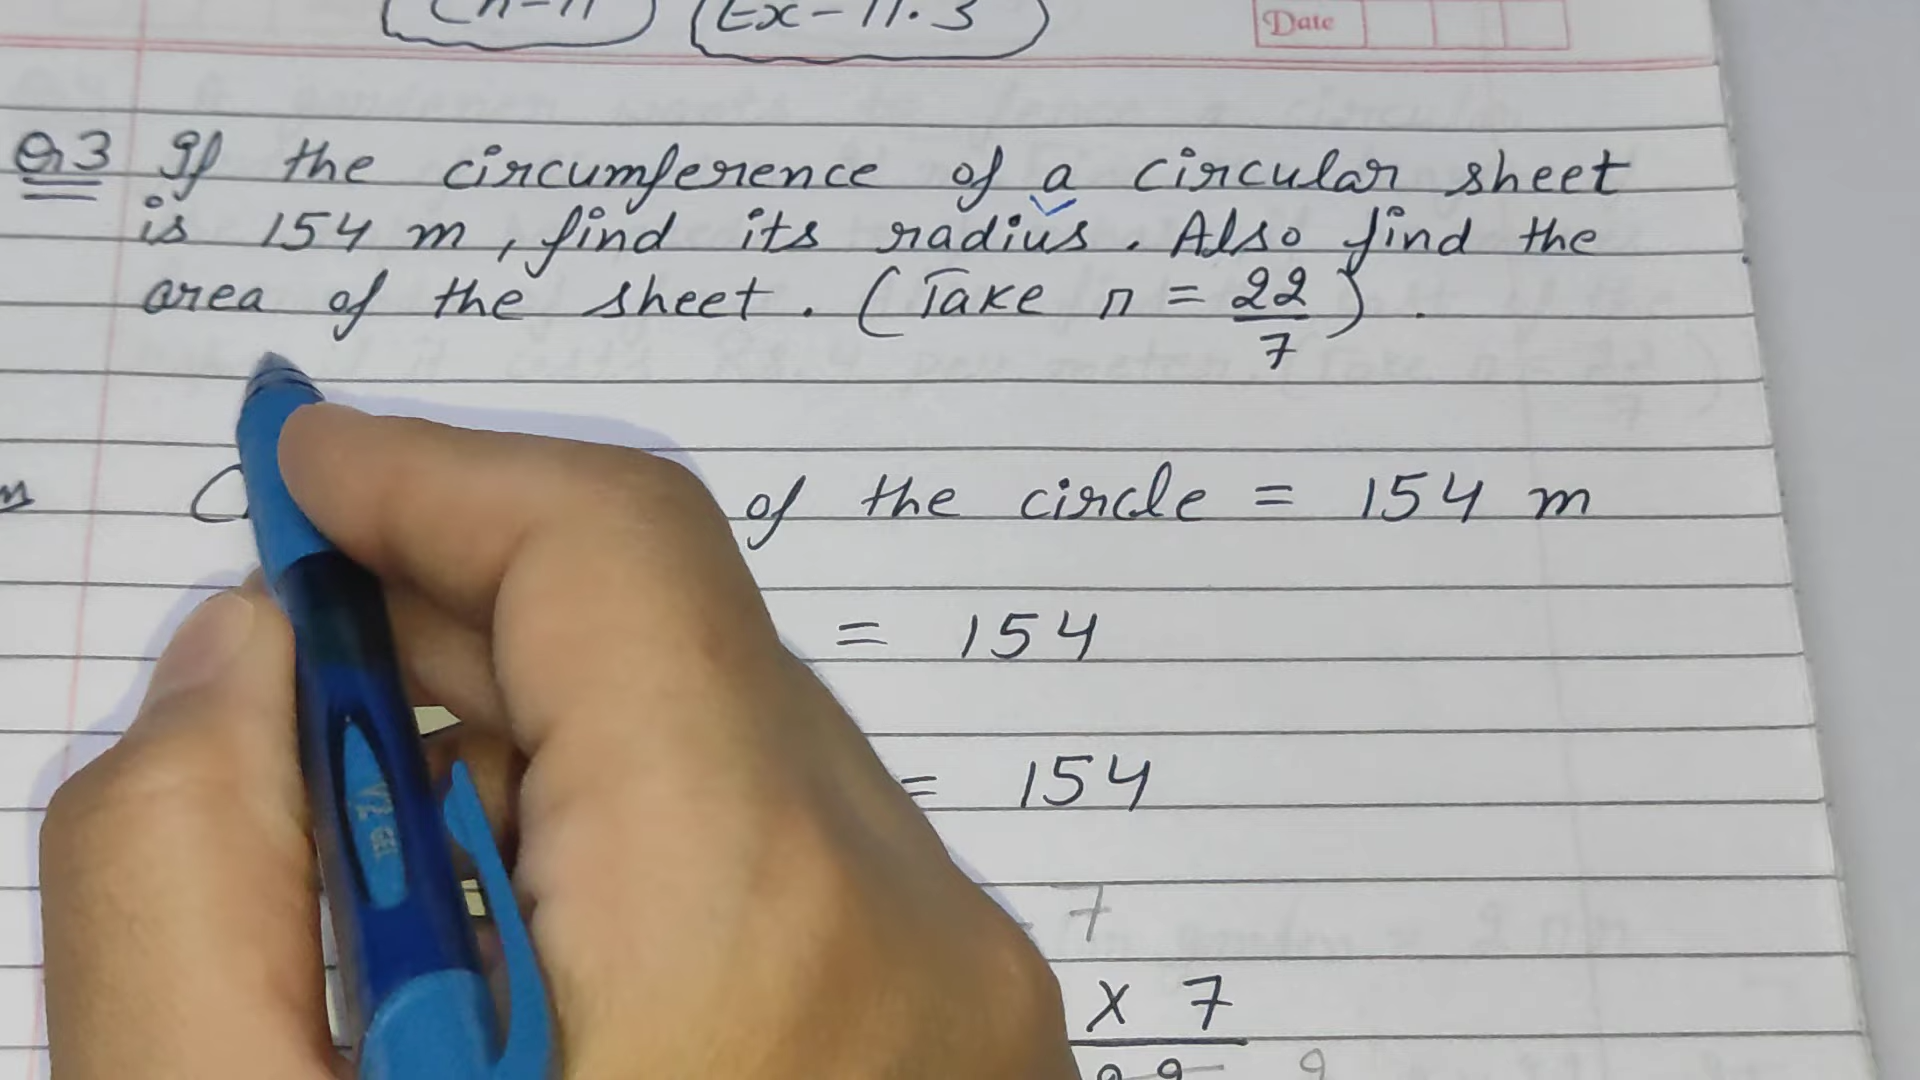 Ex-11.3
Date
Q3 If the circumference of a circular sheet
is 154 m, find its radius. Also find the
area of the sheet. (Take π = 22/7).
of the circle = 154 m
= 154
= 154
7
x 7